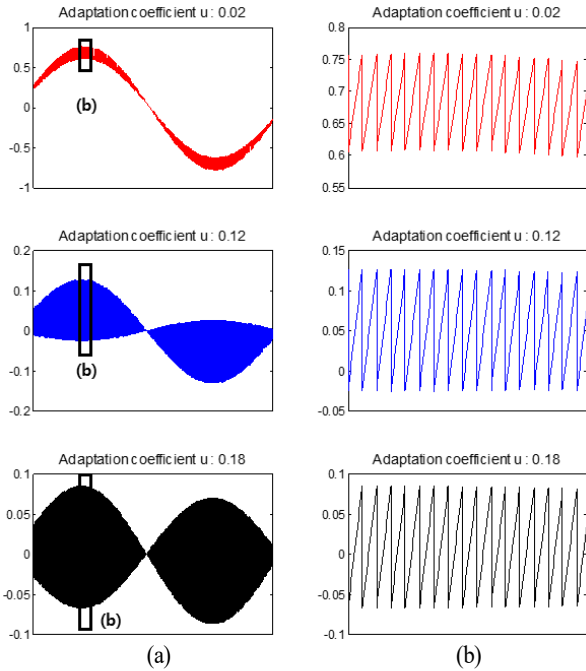 Adaptation coefficient u : 0.02
1
0.5
0
-0.5
-1
(b)
Adaptation coefficient u : 0.02
0.8
0.75
0.7
0.65
0.6
0.55
Adaptation coefficient u : 0.12
0.2
0.1
0
-0.1
-0.2
(b)
Adaptation coefficient u : 0.12
0.15
0.1
0.05
0
-0.05
Adaptation coefficient u : 0.18
0.1
0.05
0
-0.05
-0.1
(b)
Adaptation coefficient u : 0.18
0.1
0.05
0
-0.05
-0.1
(a)
(b)